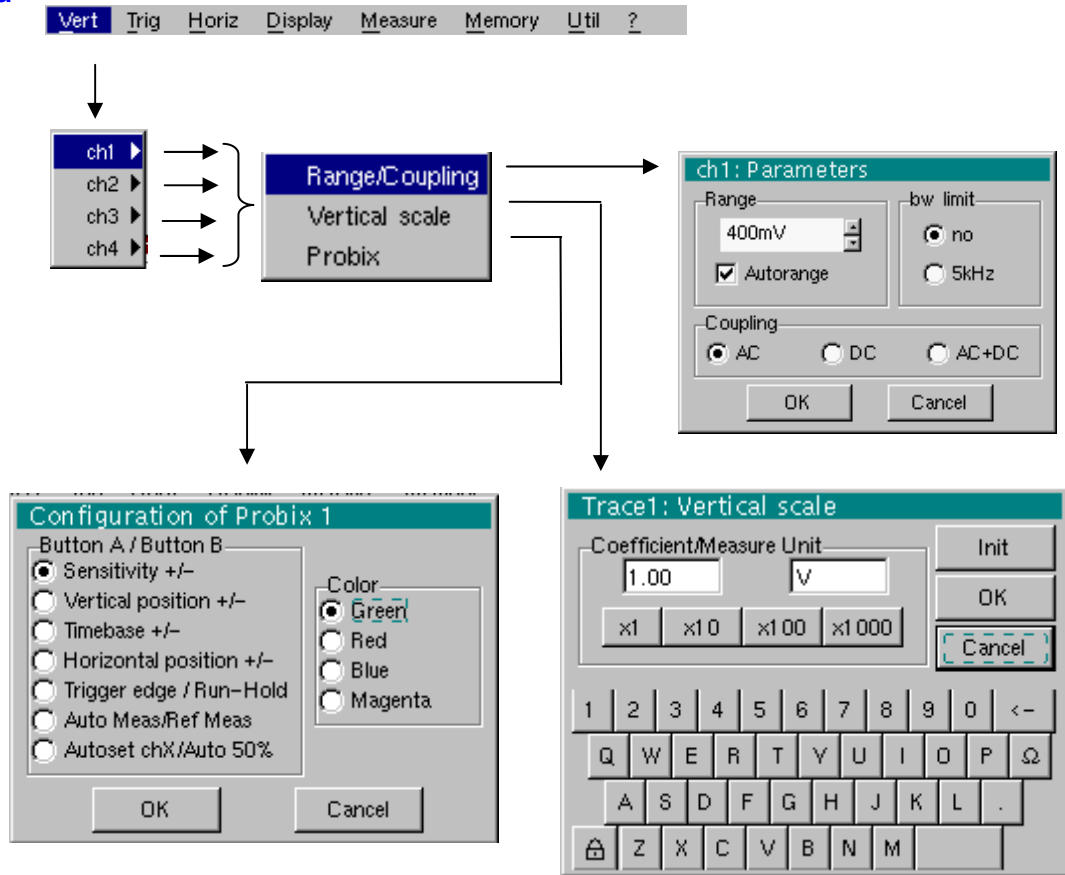 Vert Trig Horiz Display Measure Memory Util ?
ch1
ch2
ch3
ch4
Range/Coupling
Vertical scale
Probix
ch1: Parameters
Range
400mV
Autorange
bw limit
no
5kHz
Coupling
AC DC AC+DC
OK Cancel
Configuration of Probix 1
Button A / Button B
Sensitivity +/-
Vertical position +/-
Timebase +/-
Horizontal position +/-
Trigger edge / Run-Hold
Auto Meas/Ref Meas
Autoset chX/Auto 50%
Color
Green
Red
Blue
Magenta
OK Cancel
Trace1: Vertical scale
Coefficient/Measure Unit
1.00 V
x1 x10 x100 x1000
Init
OK
Cancel
1 2 3 4 5 6 7 8 9 0 <-
Q W E R T Y U I O P Ω
A S D F G H J K L .
Z X C V B N M